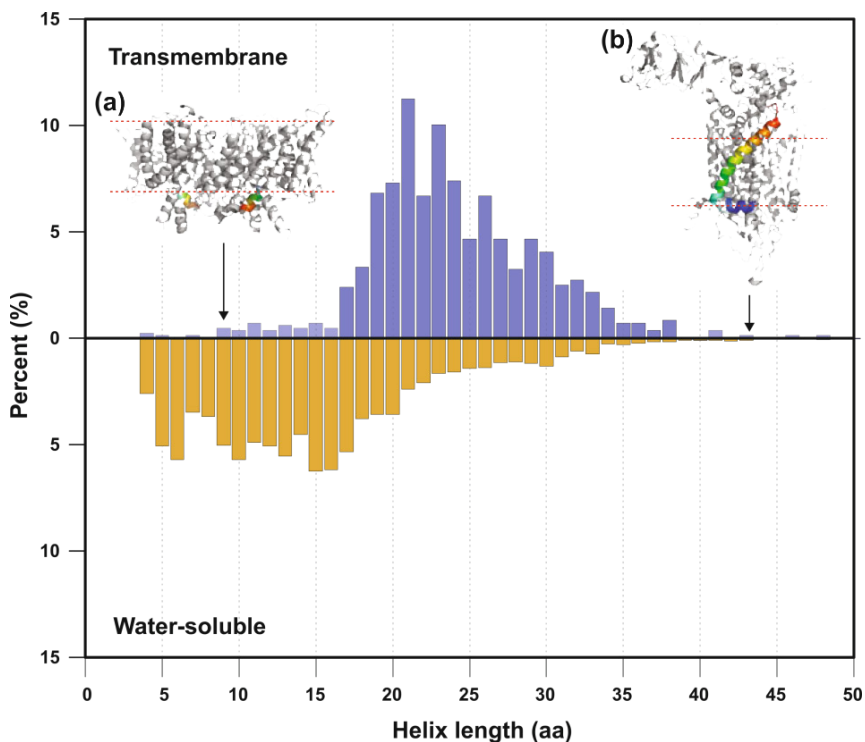 15
Transmembrane
(a)
(b)
10
5
0
5
10
Water-soluble
15
Percent (%)
0 5 10 15 20 25 30 35 40 45 50
Helix length (aa)